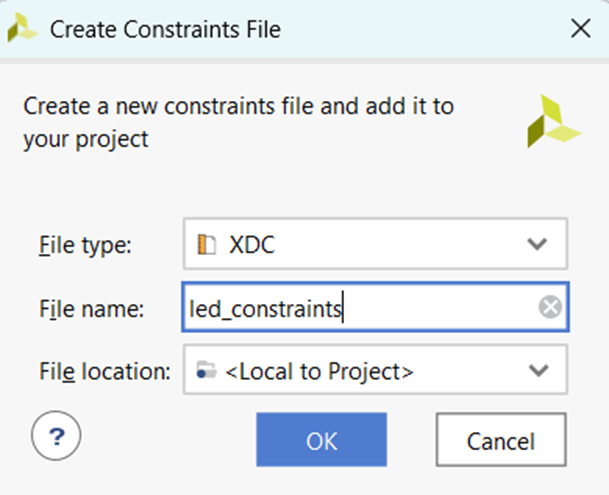 Create Constraints File
Create a new constraints file and add it to
your project
File type: XDC
File name: led_constraints
File location: <Local to Project>
? OK Cancel